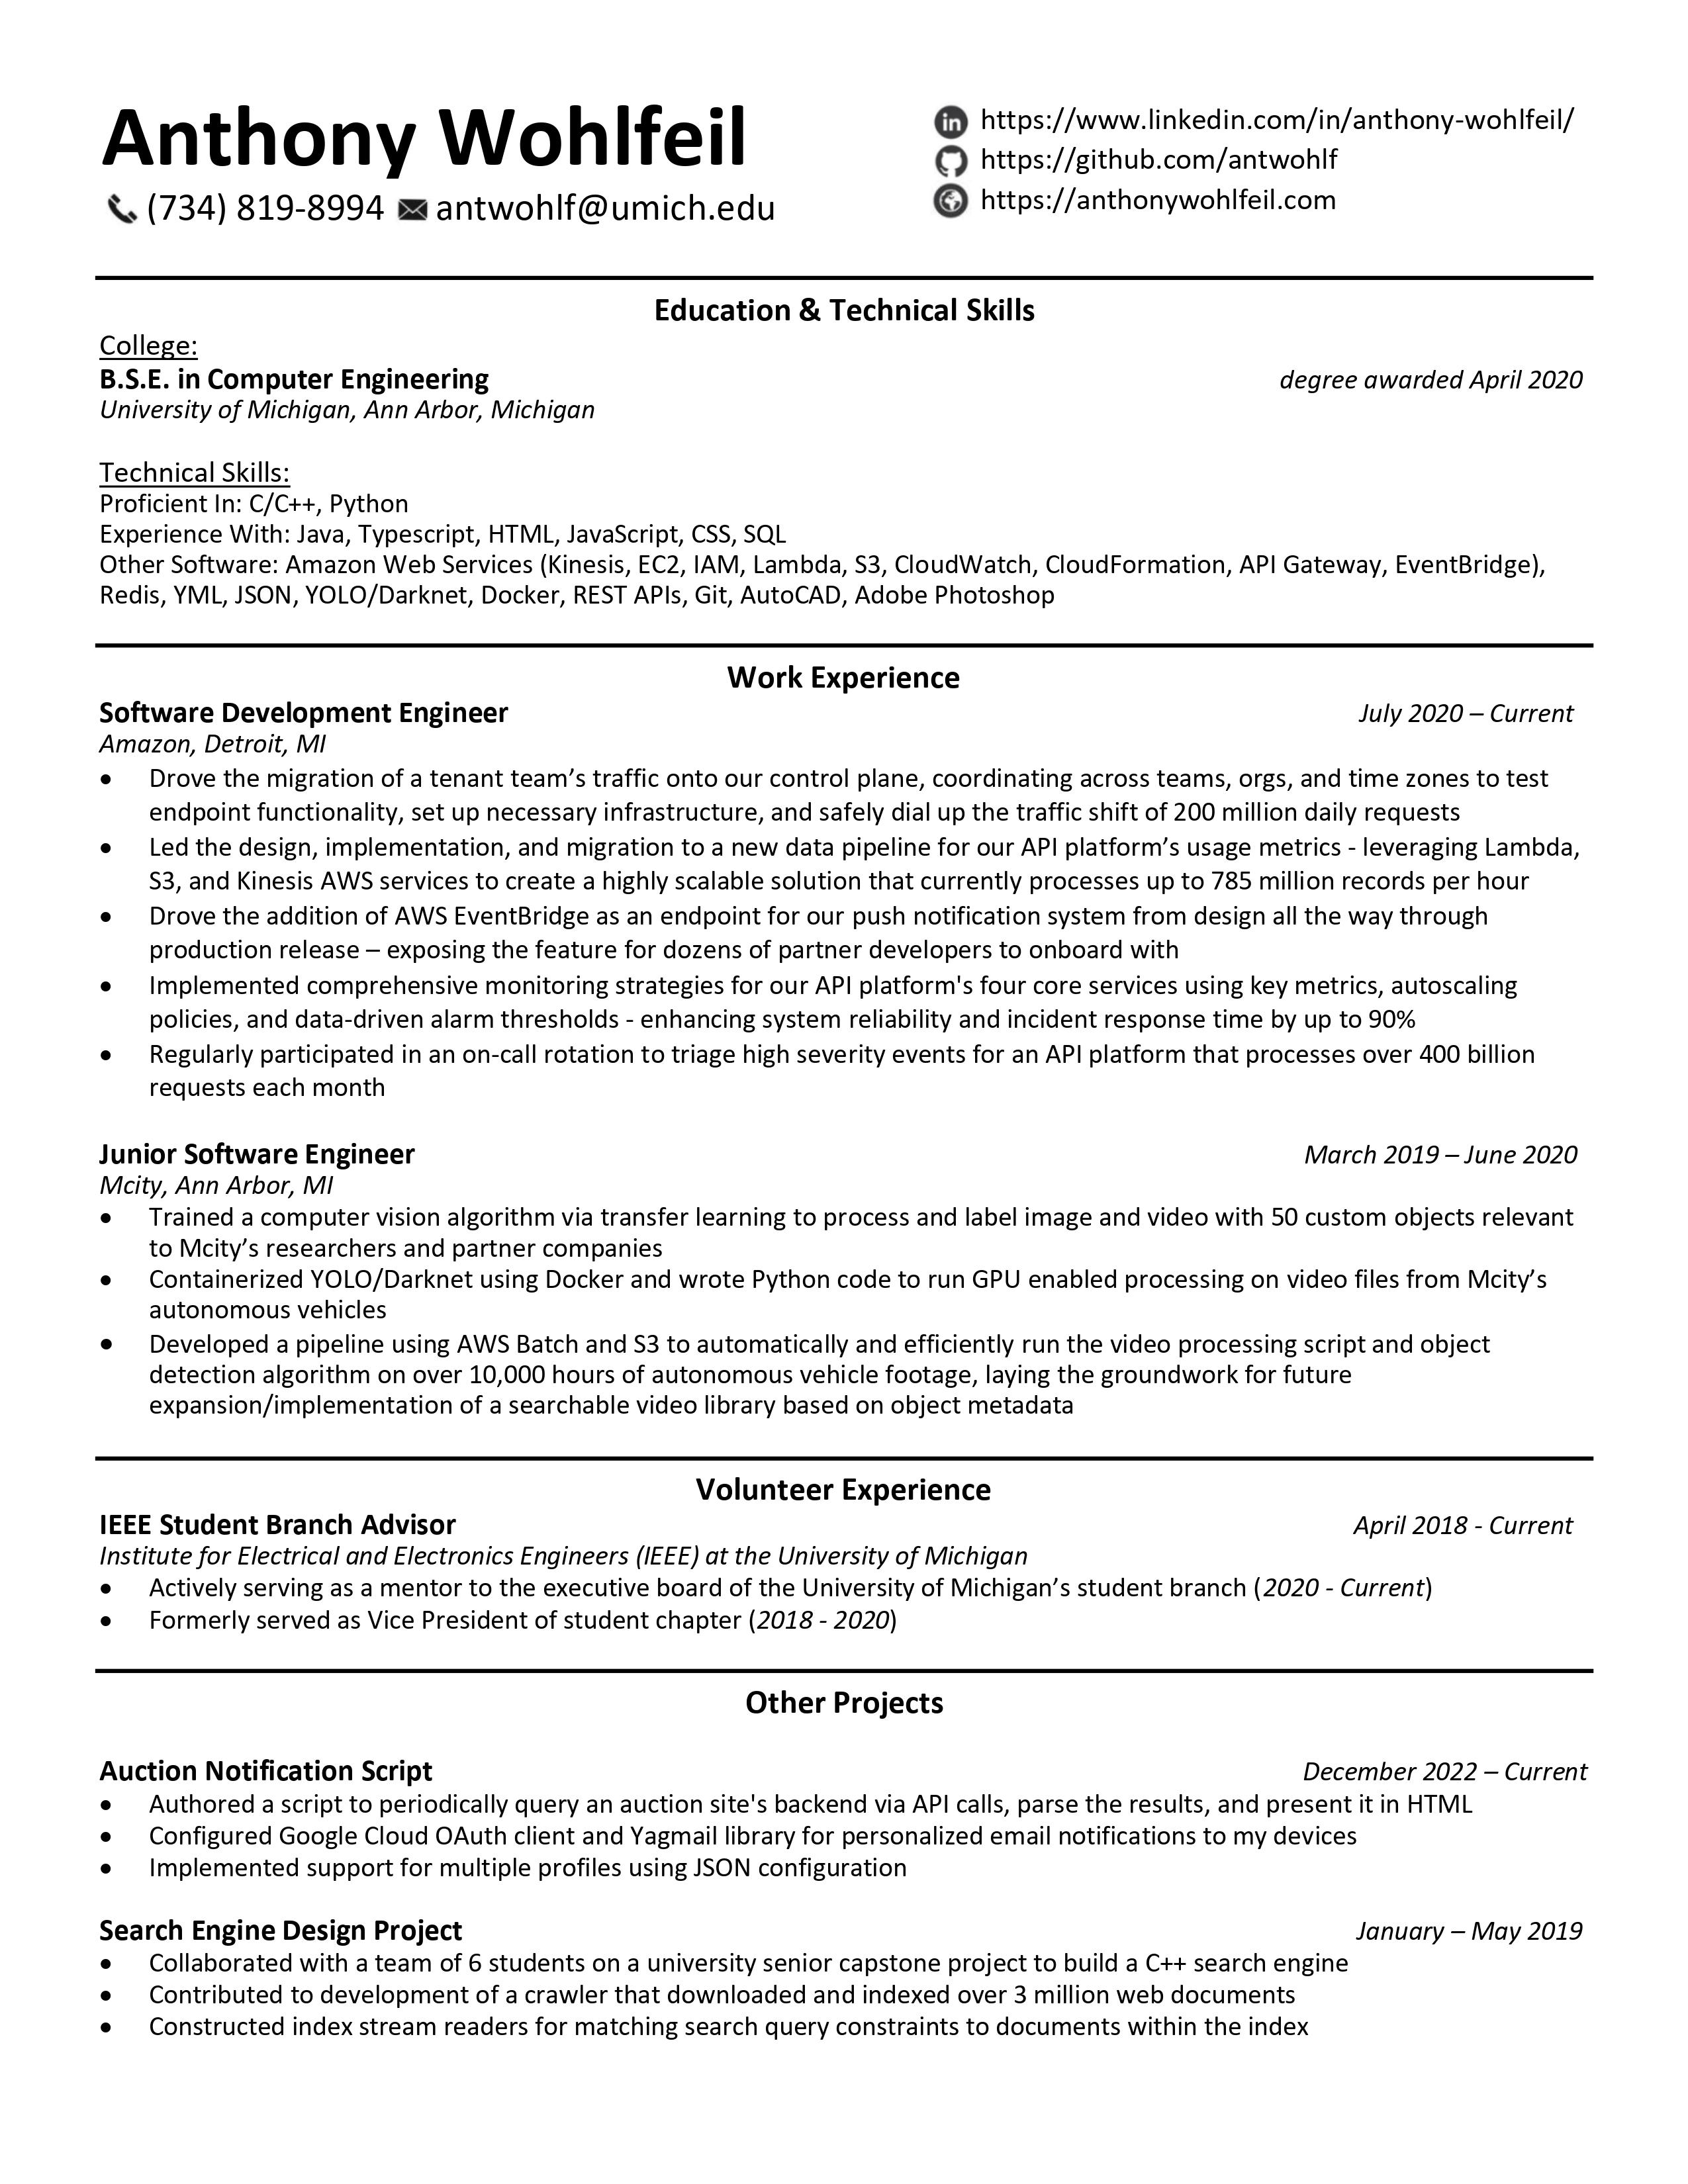 Anthony Wohlfeil
(734) 819-8994 antwohlf@umich.edu
https://www.linkedin.com/in/anthony-wohlfeil/
https://github.com/antwohlf
https://anthonywohlfeil.com
Education & Technical Skills
College:
B.S.E. in Computer Engineering degree awarded April 2020
University of Michigan, Ann Arbor, Michigan
Technical Skills:
Proficient In: C/C++, Python
Experience With: Java, Typescript, HTML, JavaScript, CSS, SQL
Other Software: Amazon Web Services (Kinesis, EC2, IAM, Lambda, S3, CloudWatch, CloudFormation, API Gateway, EventBridge),
Redis, YML, JSON, YOLO/Darknet, Docker, REST APIs, Git, AutoCAD, Adobe Photoshop
Work Experience
Software Development Engineer July 2020 – Current
Amazon, Detroit, MI
• Drove the migration of a tenant team’s traffic onto our control plane, coordinating across teams, orgs, and time zones to test
endpoint functionality, set up necessary infrastructure, and safely dial up the traffic shift of 200 million daily requests
• Led the design, implementation, and migration to a new data pipeline for our API platform’s usage metrics - leveraging Lambda,
S3, and Kinesis AWS services to create a highly scalable solution that currently processes up to 785 million records per hour
• Drove the addition of AWS EventBridge as an endpoint for our push notification system from design all the way through
production release – exposing the feature for dozens of partner developers to onboard with
• Implemented comprehensive monitoring strategies for our API platform's four core services using key metrics, autoscaling
policies, and data-driven alarm thresholds - enhancing system reliability and incident response time by up to 90%
• Regularly participated in an on-call rotation to triage high severity events for an API platform that processes over 400 billion
requests each month
Junior Software Engineer March 2019 – June 2020
Mcity, Ann Arbor, MI
• Trained a computer vision algorithm via transfer learning to process and label image and video with 50 custom objects relevant
to Mcity’s researchers and partner companies
• Containerized YOLO/Darknet using Docker and wrote Python code to run GPU enabled processing on video files from Mcity’s
autonomous vehicles
• Developed a pipeline using AWS Batch and S3 to automatically and efficiently run the video processing script and object
detection algorithm on over 10,000 hours of autonomous vehicle footage, laying the groundwork for future
expansion/implementation of a searchable video library based on object metadata
Volunteer Experience
IEEE Student Branch Advisor April 2018 - Current
Institute for Electrical and Electronics Engineers (IEEE) at the University of Michigan
• Actively serving as a mentor to the executive board of the University of Michigan’s student branch (2020 - Current)
• Formerly served as Vice President of student chapter (2018 - 2020)
Other Projects
Auction Notification Script December 2022 – Current
• Authored a script to periodically query an auction site's backend via API calls, parse the results, and present it in HTML
• Configured Google Cloud OAuth client and Yagmail library for personalized email notifications to my devices
• Implemented support for multiple profiles using JSON configuration
Search Engine Design Project January – May 2019
• Collaborated with a team of 6 students on a university senior capstone project to build a C++ search engine
• Contributed to development of a crawler that downloaded and indexed over 3 million web documents
• Constructed index stream readers for matching search query constraints to documents within the index